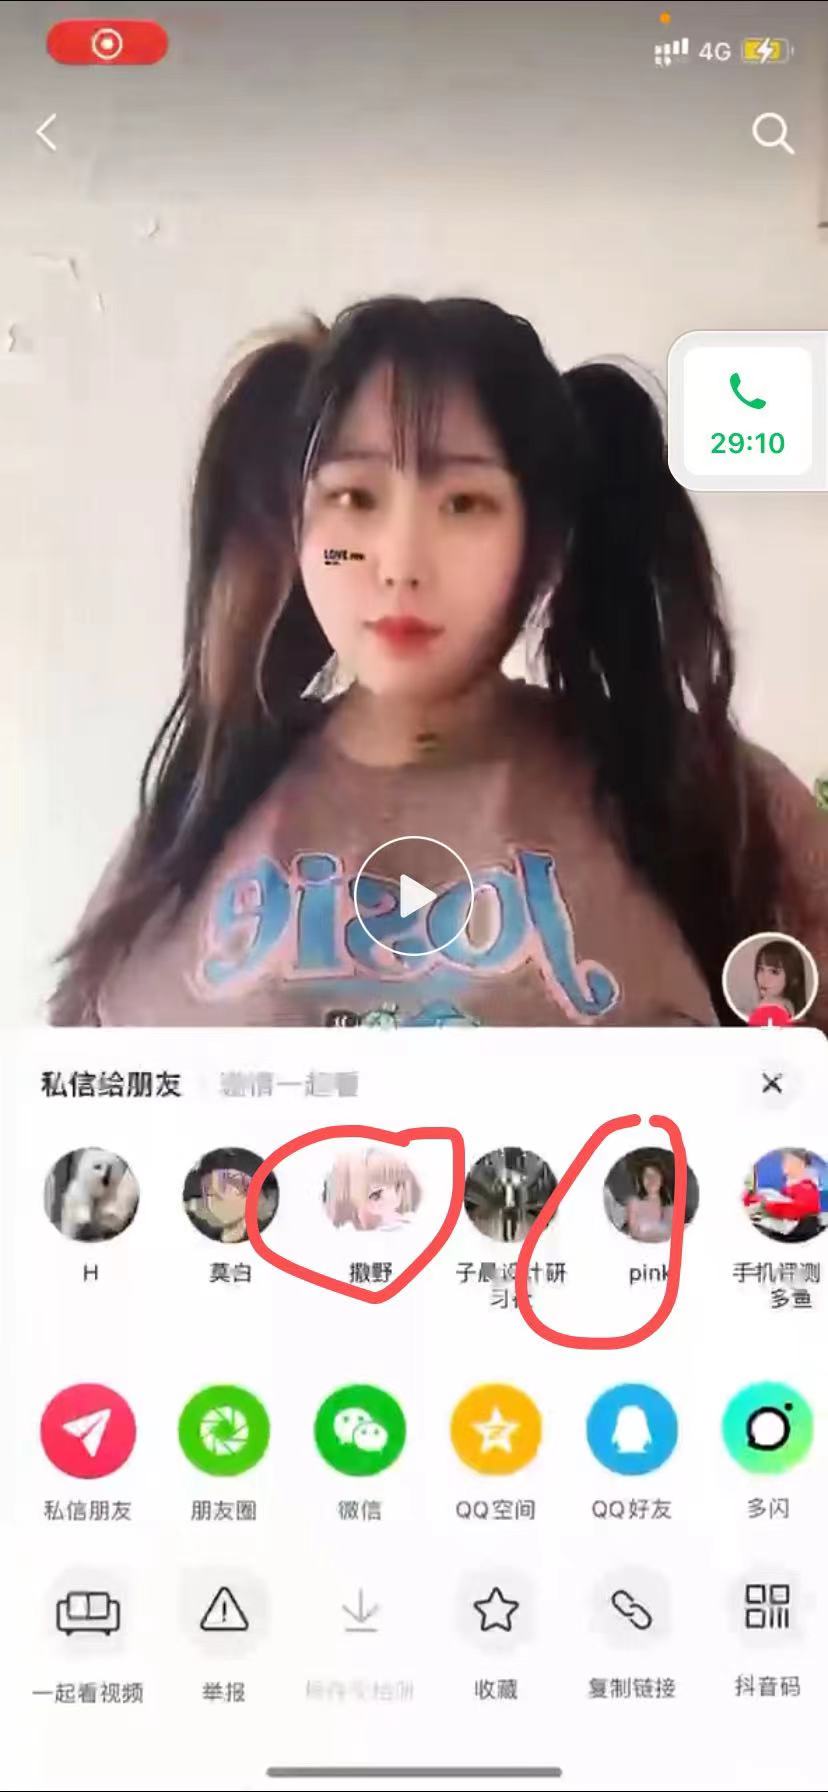 4G
29:10
LOVE
Josie
私信给朋友
邀请一起看
H
莫白
撒野
子晨设计研
pink
手机评测
多鱼
私信朋友
朋友圈
微信
QQ空间
QQ好友
多闪
一起看视频
举报
收藏
复制链接
抖音码